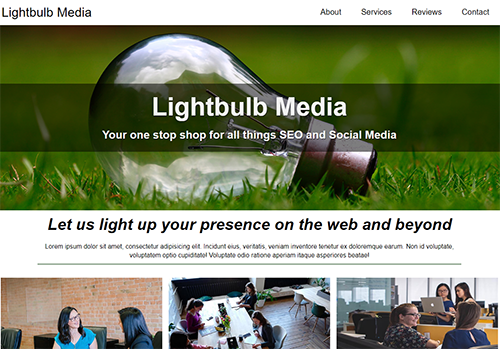 Lightbulb Media
About Services Reviews Contact
Lightbulb Media
Your one stop shop for all things SEO and Social Media
Let us light up your presence on the web and beyond
Lorem ipsum dolor sit amet, consectetur adipisicing elit. Incidunt eius, veritatis, veniam inventore tenetur ex doloremque earum. Non id voluptate,
voluptatem optio cupiditate! Voluptate odio ratione aperiam itaque asperiores beatae!